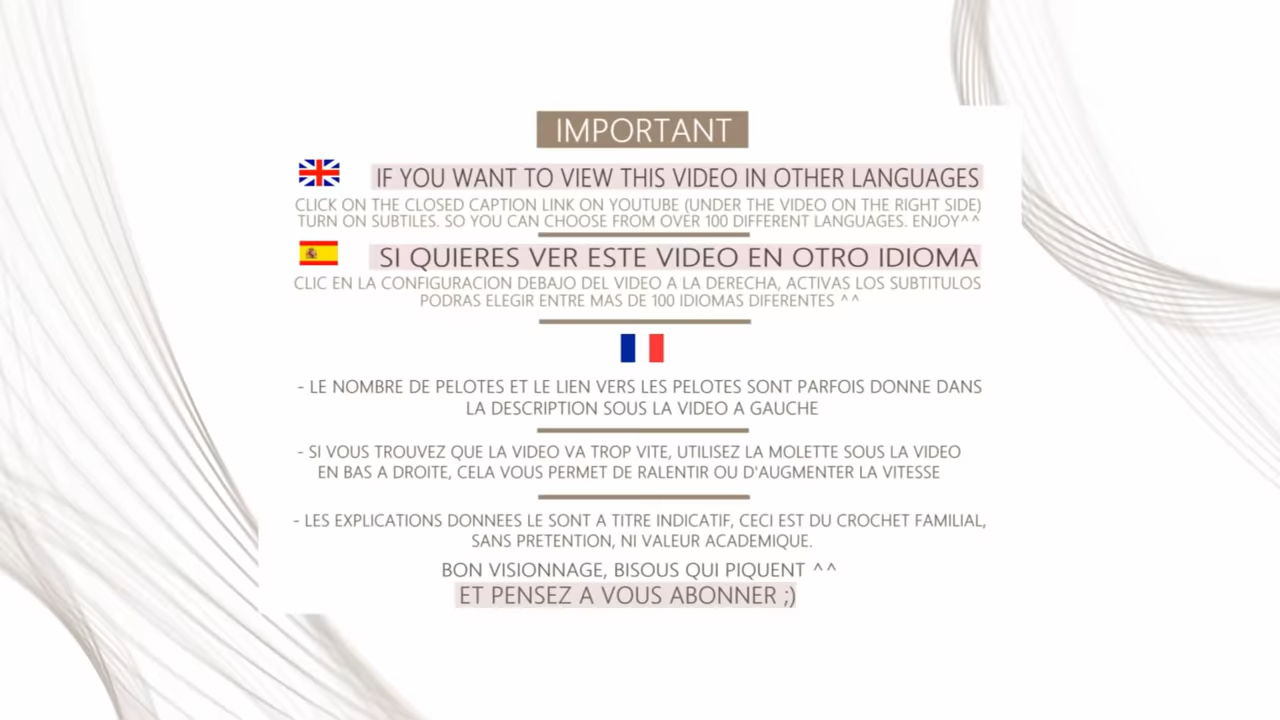 IMPORTANT
IF YOU WANT TO VIEW THIS VIDEO IN OTHER LANGUAGES
CLICK ON THE CLOSED CAPTION LINK ON YOUTUBE (UNDER THE VIDEO ON THE RIGHT SIDE)
TURN ON SUBTILES. SO YOU CAN CHOOSE FROM OVER 100 DIFFERENT LANGUAGES. ENJOY^^
SI QUIERES VER ESTE VIDEO EN OTRO IDIOMA
CLIC EN LA CONFIGURACION DEBAJO DEL VIDEO A LA DERECHA, ACTIVAS LOS SUBTITULOS
PODRAS ELEGIR ENTRE MAS DE 100 IDIOMAS DIFERENTES ^^
- LE NOMBRE DE PELOTES ET LE LIEN VERS LES PELOTES SONT PARFOIS DONNE DANS
LA DESCRIPTION SOUS LA VIDEO A GAUCHE
- SI VOUS TROUVEZ QUE LA VIDEO VA TROP VITE, UTILISEZ LA MOLETTE SOUS LA VIDEO
EN BAS A DROITE, CELA VOUS PERMET DE RALENTIR OU D'AUGMENTER LA VITESSE
- LES EXPLICATIONS DONNEES LE SONT A TITRE INDICATIF, CECI EST DU CROCHET FAMILIAL,
SANS PRETENTION, NI VALEUR ACADEMIQUE.
BON VISIONNAGE, BISOUS QUI PIQUENT ^^
ET PENSEZ A VOUS ABONNER ;)